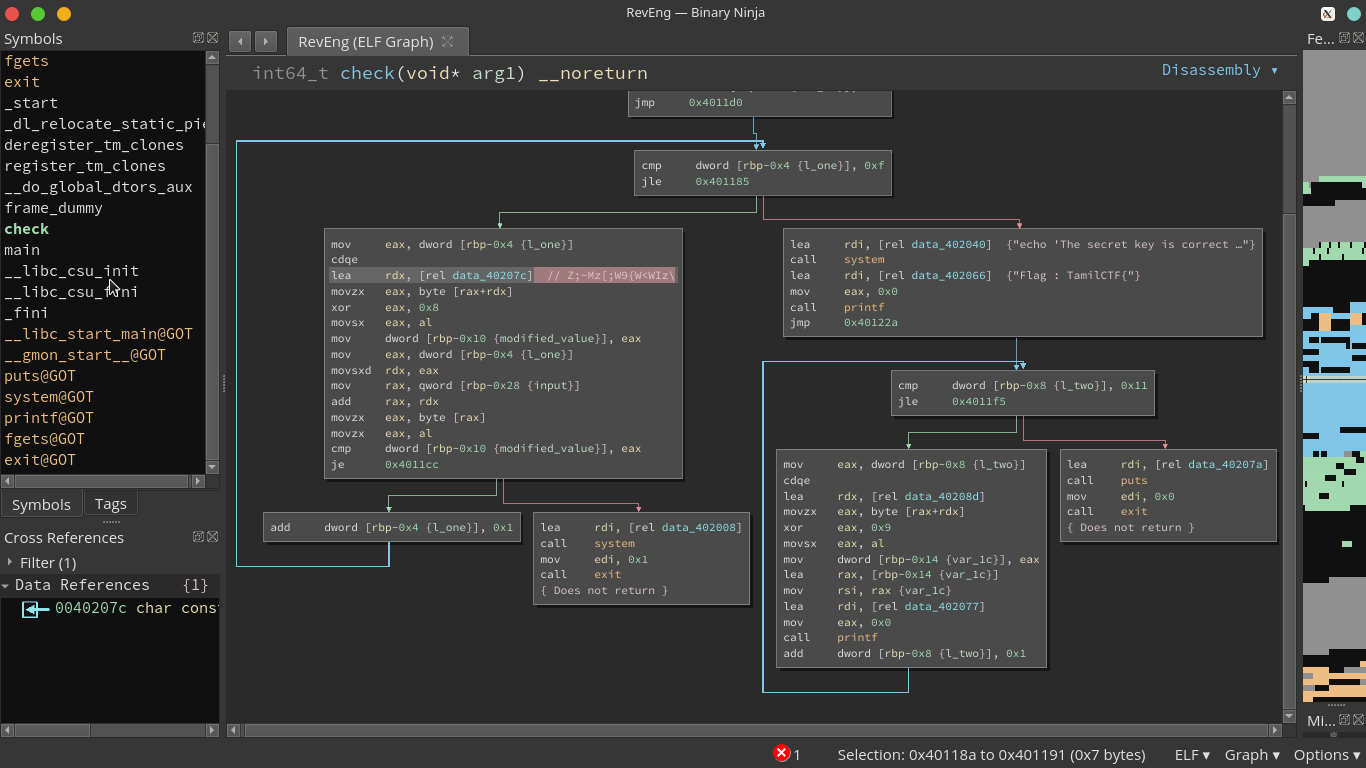 RevEng — Binary Ninja
Symbols
fgets
exit
_start
_dl_relocate_static_pie
deregister_tm_clones
register_tm_clones
__do_global_dtors_aux
frame_dummy
check
main
__libc_csu_init
__libc_csu_fini
_fini
__libc_start_main@GOT
__gmon_start__@GOT
puts@GOT
system@GOT
printf@GOT
fgets@GOT
exit@GOT
Symbols Tags
Cross References
Filter (1)
Data References {1}
0040207c char cons
RevEng (ELF Graph)
int64_t check(void* arg1) __noreturn
Disassembly ▾
jmp 0x4011d0
cmp dword [rbp-0x4 {l_one}], 0xf
jle 0x401185
mov eax, dword [rbp-0x4 {l_one}]
cdqe
lea rdx, [rel data_40207c] // Z;~Mz[;W9{W<WIz\
movzx eax, byte [rax+rdx]
xor eax, 0x8
movsx eax, al
mov dword [rbp-0x10 {modified_value}], eax
mov eax, dword [rbp-0x4 {l_one}]
movsxd rdx, eax
mov rax, qword [rbp-0x28 {input}]
add rax, rdx
movzx eax, byte [rax]
movzx eax, al
cmp dword [rbp-0x10 {modified_value}], eax
je 0x4011cc
lea rdi, [rel data_402040] {"echo 'The secret key is correct …"}
call system
lea rdi, [rel data_402066] {"Flag : TamilCTF{"}
mov eax, 0x0
call printf
jmp 0x40122a
cmp dword [rbp-0x8 {l_two}], 0x11
jle 0x4011f5
add dword [rbp-0x4 {l_one}], 0x1
lea rdi, [rel data_402008]
call system
mov edi, 0x1
call exit
{ Does not return }
mov eax, dword [rbp-0x8 {l_two}]
cdqe
lea rdx, [rel data_40208d]
movzx eax, byte [rax+rdx]
xor eax, 0x9
movsx eax, al
mov dword [rbp-0x14 {var_1c}], eax
lea rax, [rbp-0x14 {var_1c}]
mov rsi, rax {var_1c}
lea rdi, [rel data_402077]
mov eax, 0x0
call printf
add dword [rbp-0x8 {l_two}], 0x1
lea rdi, [rel data_40207a]
call puts
mov edi, 0x0
call exit
{ Does not return }
Fe...
Mi...
1 Selection: 0x40118a to 0x401191 (0x7 bytes) ELF ▾ Graph ▾ Options ▾